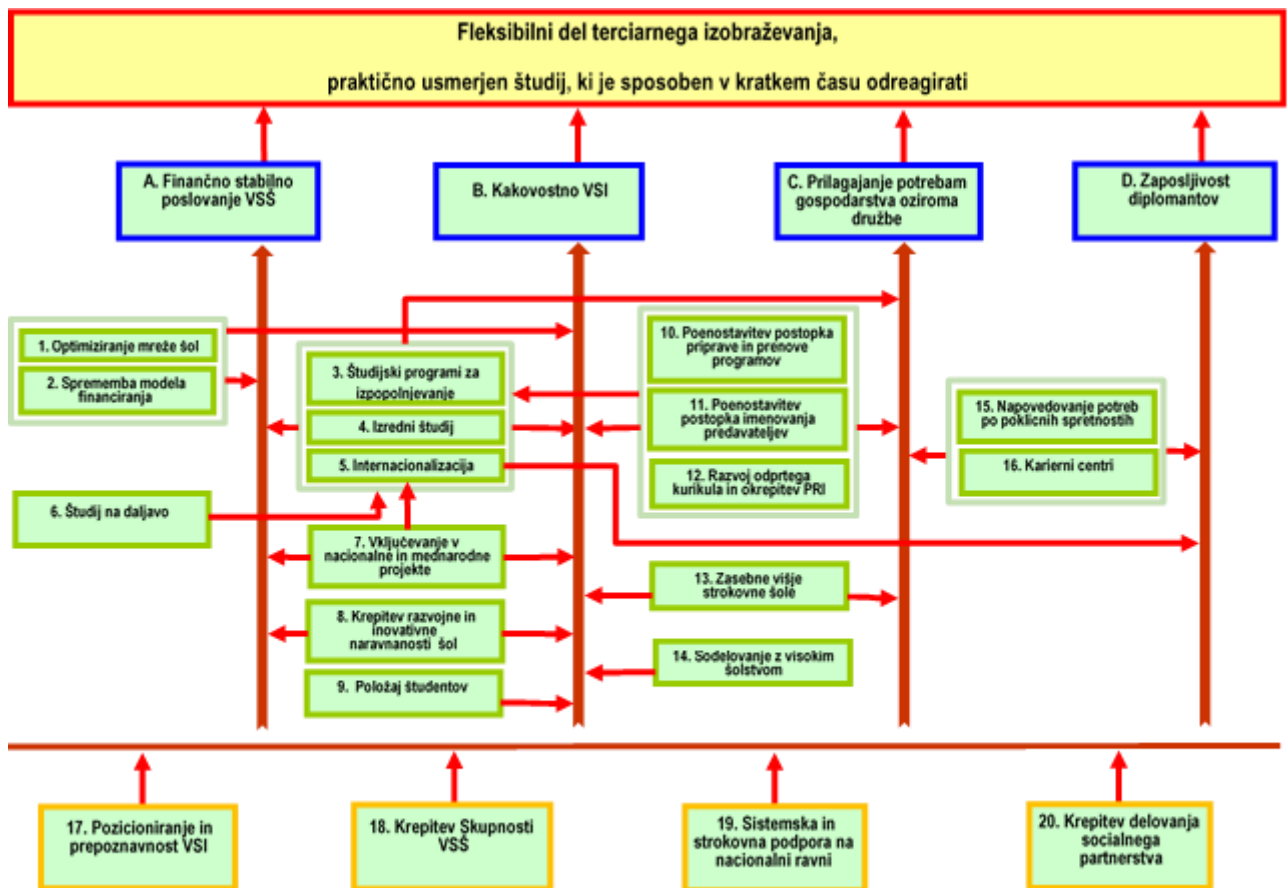 Fleksibilni del terciarnega izobraževanja,
praktično usmerjen študij, ki je sposoben v kratkem času odreagirati
A. Finančno stabilno
poslovanje VSŠ
B. Kakovostno VSI
C. Prilagajanje potrebam
gospodarstva oziroma
družbe
D. Zaposljivost
diplomantov
1. Optimiziranje mreže šol
2. Sprememba modela
financiranja
3. Študijski programi za
izpopolnjevanje
4. Izredni študij
5. Internacionalizacija
6. Študij na daljavo
7. Vključevanje v
nacionalne in mednarodne
projekte
8. Krepitev razvojne in
inovativne
naravnanosti šol
9. Položaj študentov
10. Poenostavitev postopka
priprave in prenove
programov
11. Poenostavitev
postopka imenovanja
predavateljev
12. Razvoj odprtega
kurikula in okrepitev PRI
13. Zasebne višje
strokovne šole
14. Sodelovanje z visokim
šolstvom
15. Napovedovanje potreb
po poklicnih spretnostih
16. Karierni centri
17. Pozicioniranje in
prepoznavnost VSI
18. Krepitev Skupnosti
VSŠ
19. Sistemska in
strokovna podpora na
nacionalni ravni
20. Krepitev delovanja
socialnega
partnerstva